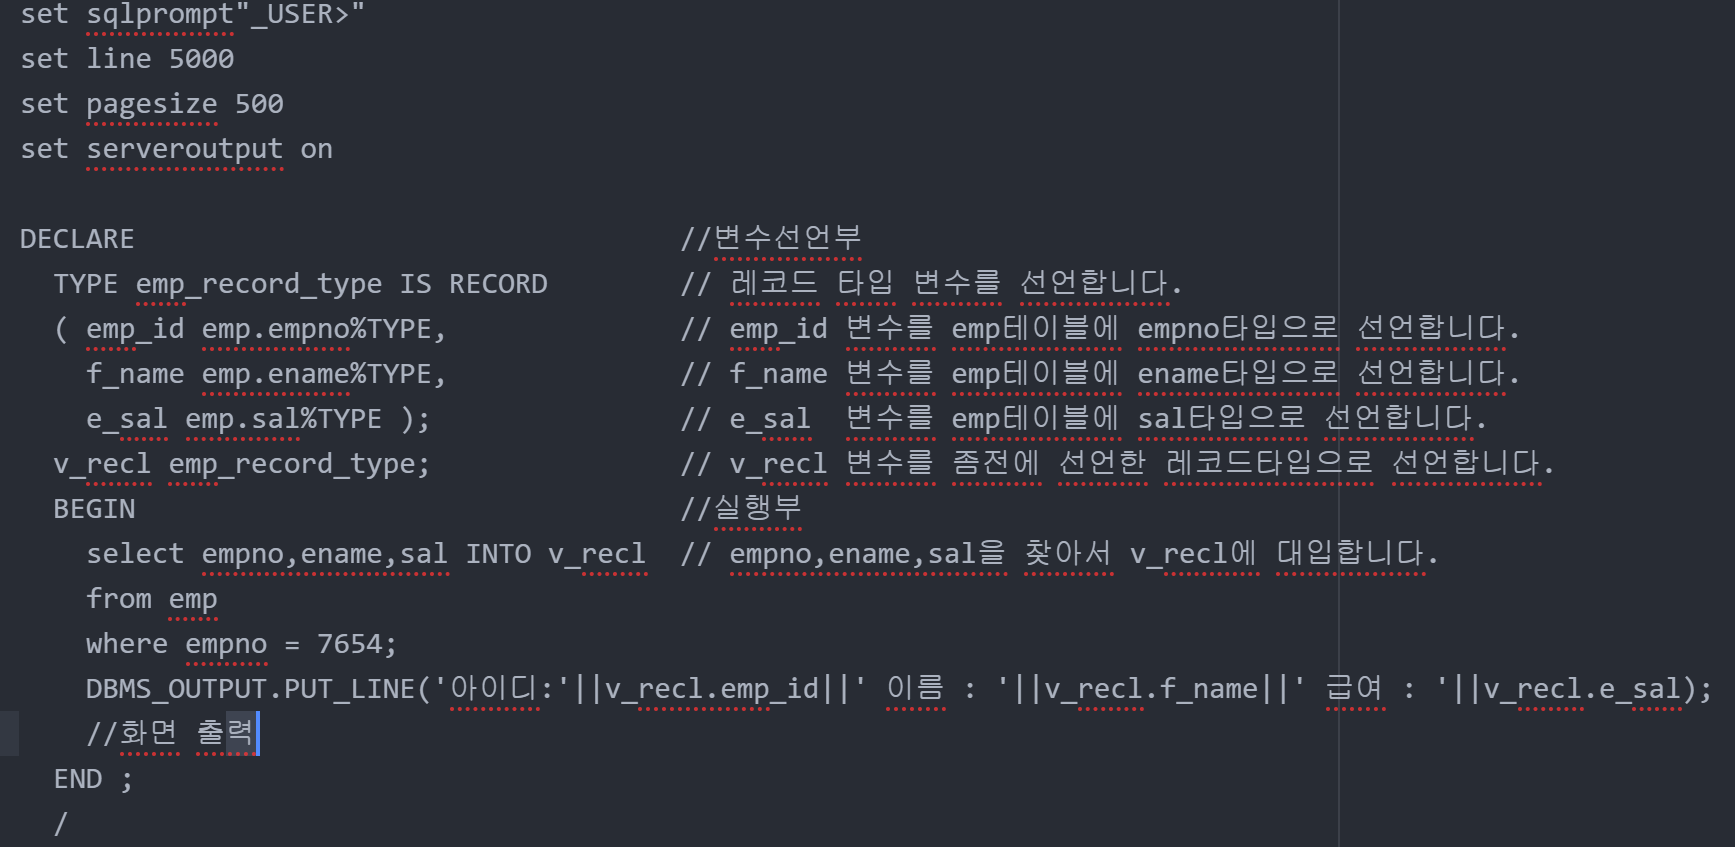 set sqlprompt"_USER>"
set line 5000
set pagesize 500
set serveroutput on
DECLARE //변수선언부
TYPE emp_record_type IS RECORD // 레코드 타입 변수를 선언합니다.
( emp_id emp.empno%TYPE, // emp_id 변수를 emp테이블에 empno타입으로 선언합니다.
f_name emp.ename%TYPE, // f_name 변수를 emp테이블에 ename타입으로 선언합니다.
e_sal emp.sal%TYPE ); // e_sal 변수를 emp테이블에 sal타입으로 선언합니다.
v_recl emp_record_type; // v_recl 변수를 좀전에 선언한 레코드타입으로 선언합니다.
BEGIN //실행부
select empno,ename,sal INTO v_recl // empno,ename,sal을 찾아서 v_recl에 대입합니다.
from emp
where empno = 7654;
DBMS_OUTPUT.PUT_LINE('아이디:'||v_recl.emp_id||' 이름 : '||v_recl.f_name||' 급여 : '||v_recl.e_sal);
//화면 출력
END ;
/